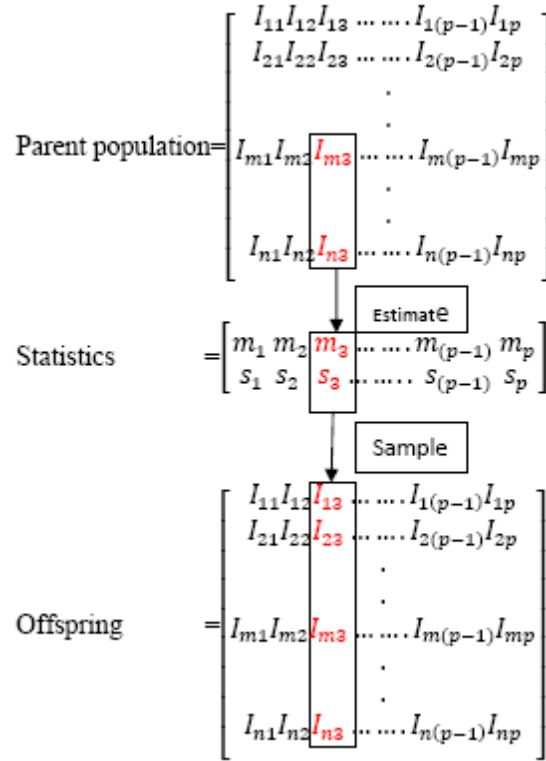 I₁₁I₁₂I₁₃ … …. I₁₍ₚ₋₁₎I₁ₚ
I₂₁I₂₂I₂₃ … …. I₂₍ₚ₋₁₎I₂ₚ
.
.
Parent population= Iₘ₁Iₘ₂Iₘ₃ … …. Iₘ₍ₚ₋₁₎Iₘₚ
.
.
Iₙ₁Iₙ₂Iₙ₃ … …. Iₙ₍ₚ₋₁₎Iₙₚ
Estimate
m₁ m₂ m₃ … …. m₍ₚ₋₁₎ mₚ
Statistics =
s₁ s₂ s₃ … …. s₍ₚ₋₁₎ sₚ
Sample
I₁₁I₁₂I₁₃ … …. I₁₍ₚ₋₁₎I₁ₚ
I₂₁I₂₂I₂₃ … …. I₂₍ₚ₋₁₎I₂ₚ
.
.
Offspring = Iₘ₁Iₘ₂Iₘ₃ … …. Iₘ₍ₚ₋₁₎Iₘₚ
.
.
Iₙ₁Iₙ₂Iₙ₃ … …. Iₙ₍ₚ₋₁₎Iₙₚ